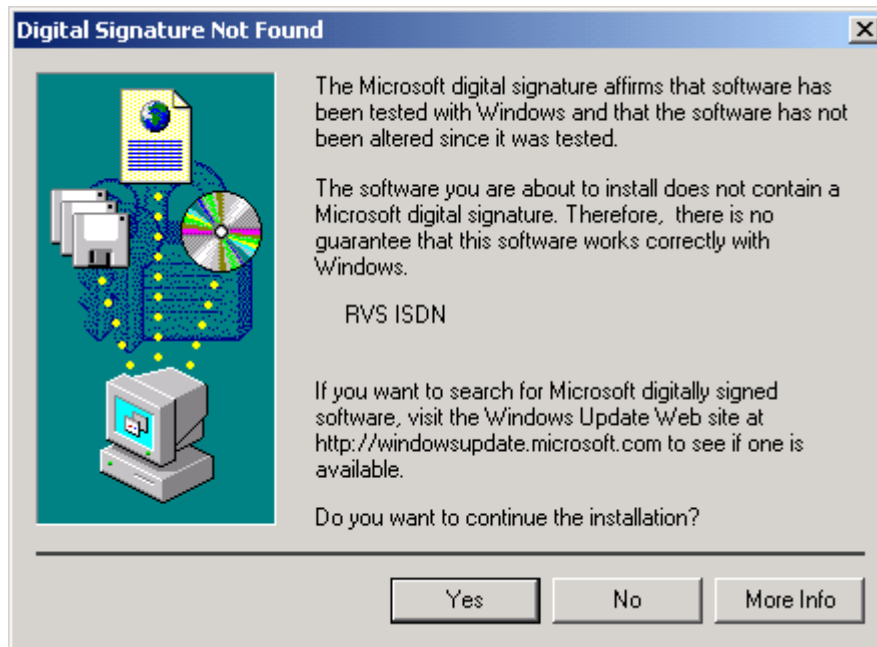 Digital Signature Not Found
The Microsoft digital signature affirms that software has
been tested with Windows and that the software has not
been altered since it was tested.
The software you are about to install does not contain a
Microsoft digital signature. Therefore,  there is no
guarantee that this software works correctly with
Windows.
RVS ISDN
If you want to search for Microsoft digitally signed
software, visit the Windows Update Web site at
http://windowsupdate.microsoft.com to see if one is
available.
Do you want to continue the installation?
Yes
No
More Info